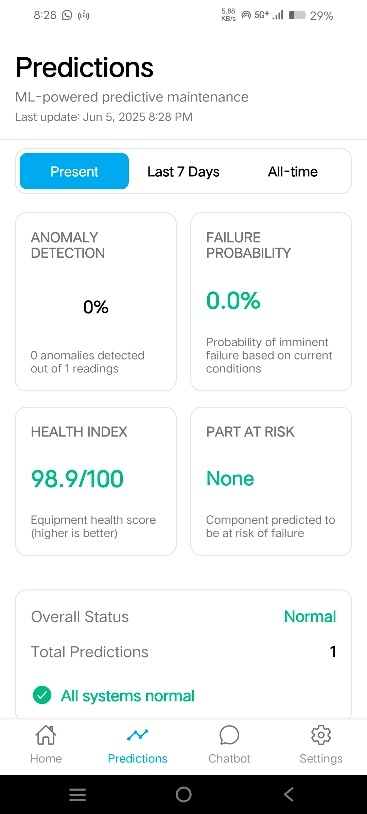 8:28
5.88
KB/s
5G+
29%
Predictions
ML-powered predictive maintenance
Last update: Jun 5, 2025 8:28 PM
Present
Last 7 Days
All-time
ANOMALY
DETECTION
0%
0 anomalies detected
out of 1 readings
FAILURE
PROBABILITY
0.0%
Probability of imminent
failure based on current
conditions
HEALTH INDEX
98.9/100
Equipment health score
(higher is better)
PART AT RISK
None
Component predicted to
be at risk of failure
Overall Status
Normal
Total Predictions
1
All systems normal
Home
Predictions
Chatbot
Settings